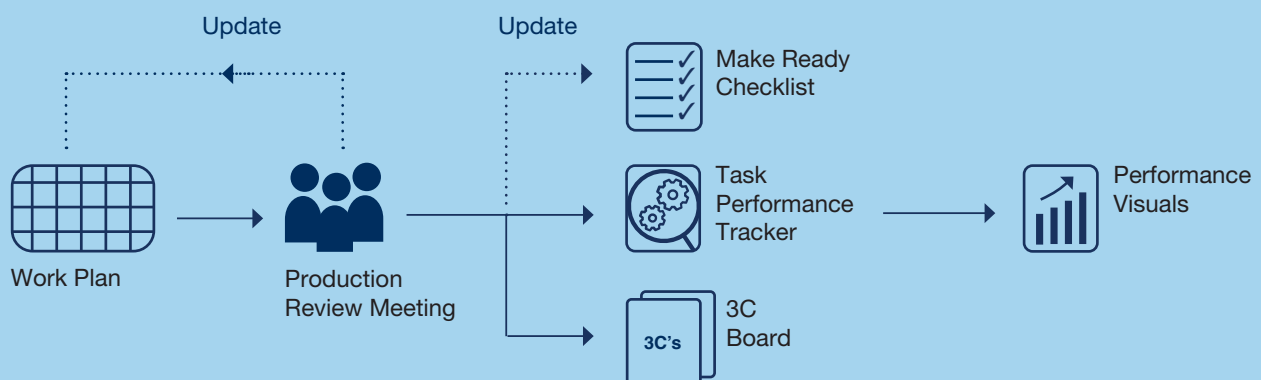 Update
Update
Make Ready
Checklist
Work Plan
Production
Review Meeting
Task
Performance
Tracker
Performance
Visuals
3C's
3C
Board